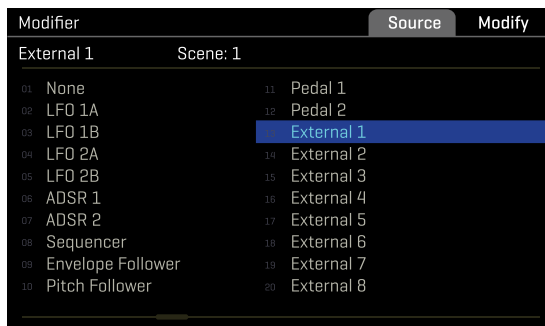 Modifier Source Modify
External 1 Scene: 1
01 None
02 LFO 1A
03 LFO 1B
04 LFO 2A
05 LFO 2B
06 ADSR 1
07 ADSR 2
08 Sequencer
09 Envelope Follower
10 Pitch Follower
11 Pedal 1
12 Pedal 2
13 External 1
14 External 2
15 External 3
16 External 4
17 External 5
18 External 6
19 External 7
20 External 8